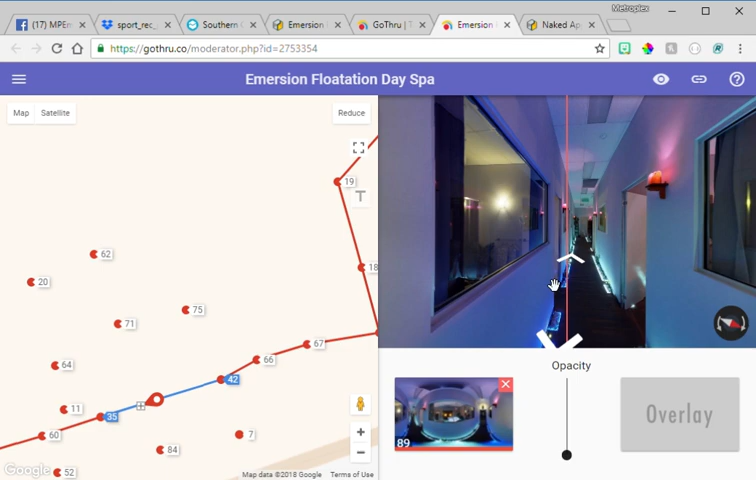 Metroplex
(17) MPEm
sport_rec_
Southern C
Emersion F
GoThru | T
Emersion
Naked Ap
https://gothru.co/moderator.php?id=2753354
Emersion Floatation Day Spa
Map
Satellite
Reduce
19
T
18
62
20
75
71
67
66
64
42
11
35
60
7
84
52
Google
Map data ©2018 Google
Terms of Use
Opacity
89
Overlay